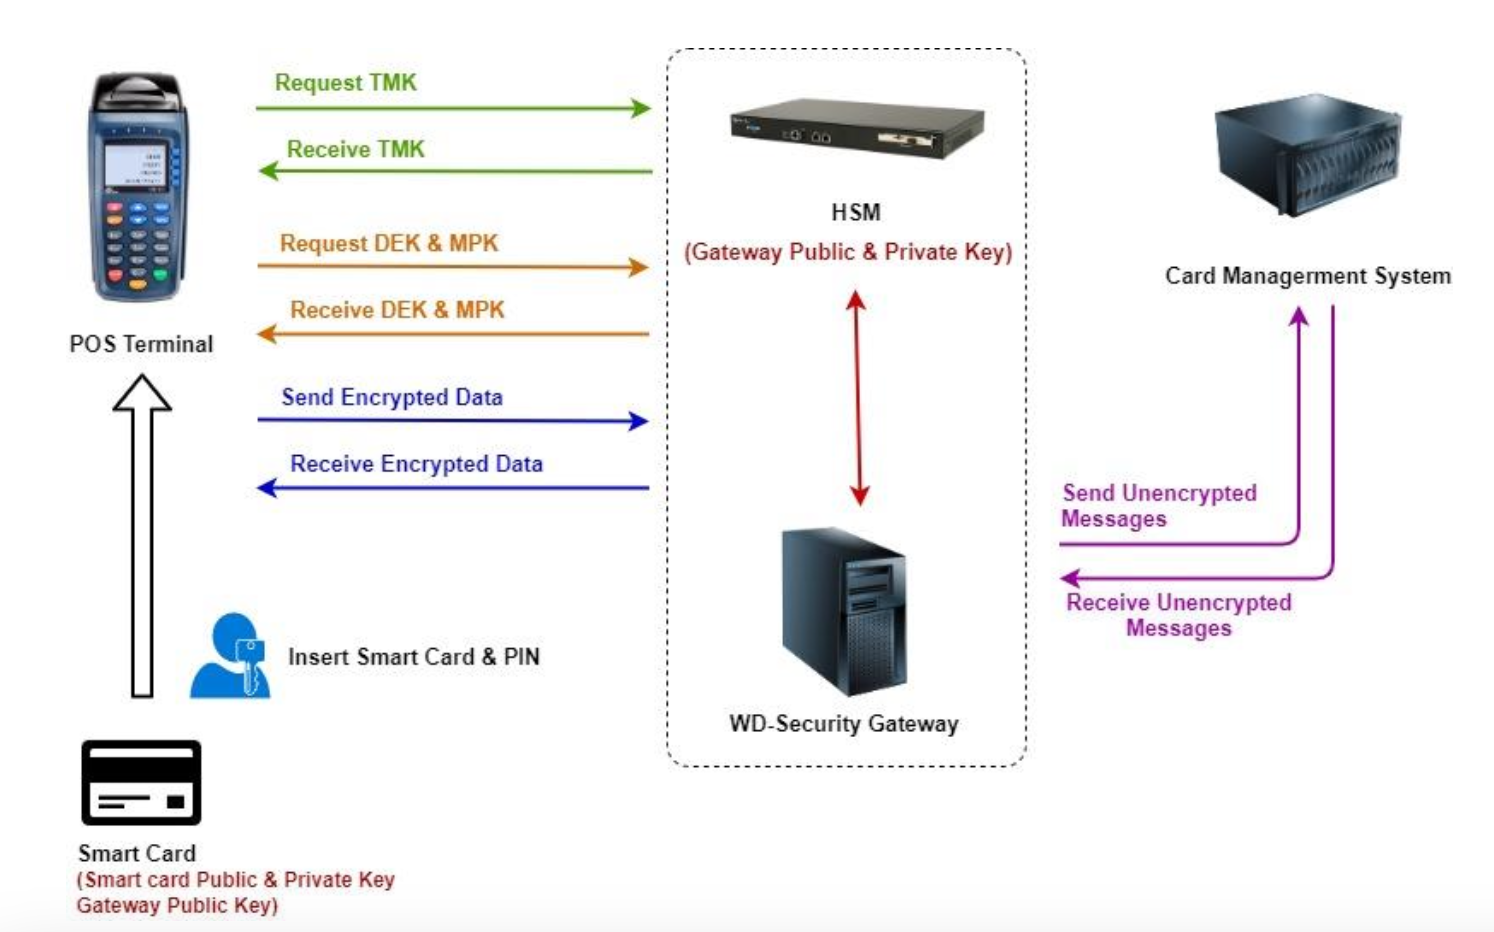 Request TMK
Receive TMK
Request DEK & MPK
Receive DEK & MPK
Send Encrypted Data
Receive Encrypted Data
POS Terminal
HSM
(Gateway Public & Private Key)
Card Managerment System
Send Unencrypted
Messages
Receive Unencrypted
Messages
Insert Smart Card & PIN
WD-Security Gateway
Smart Card
(Smart card Public & Private Key
Gateway Public Key)